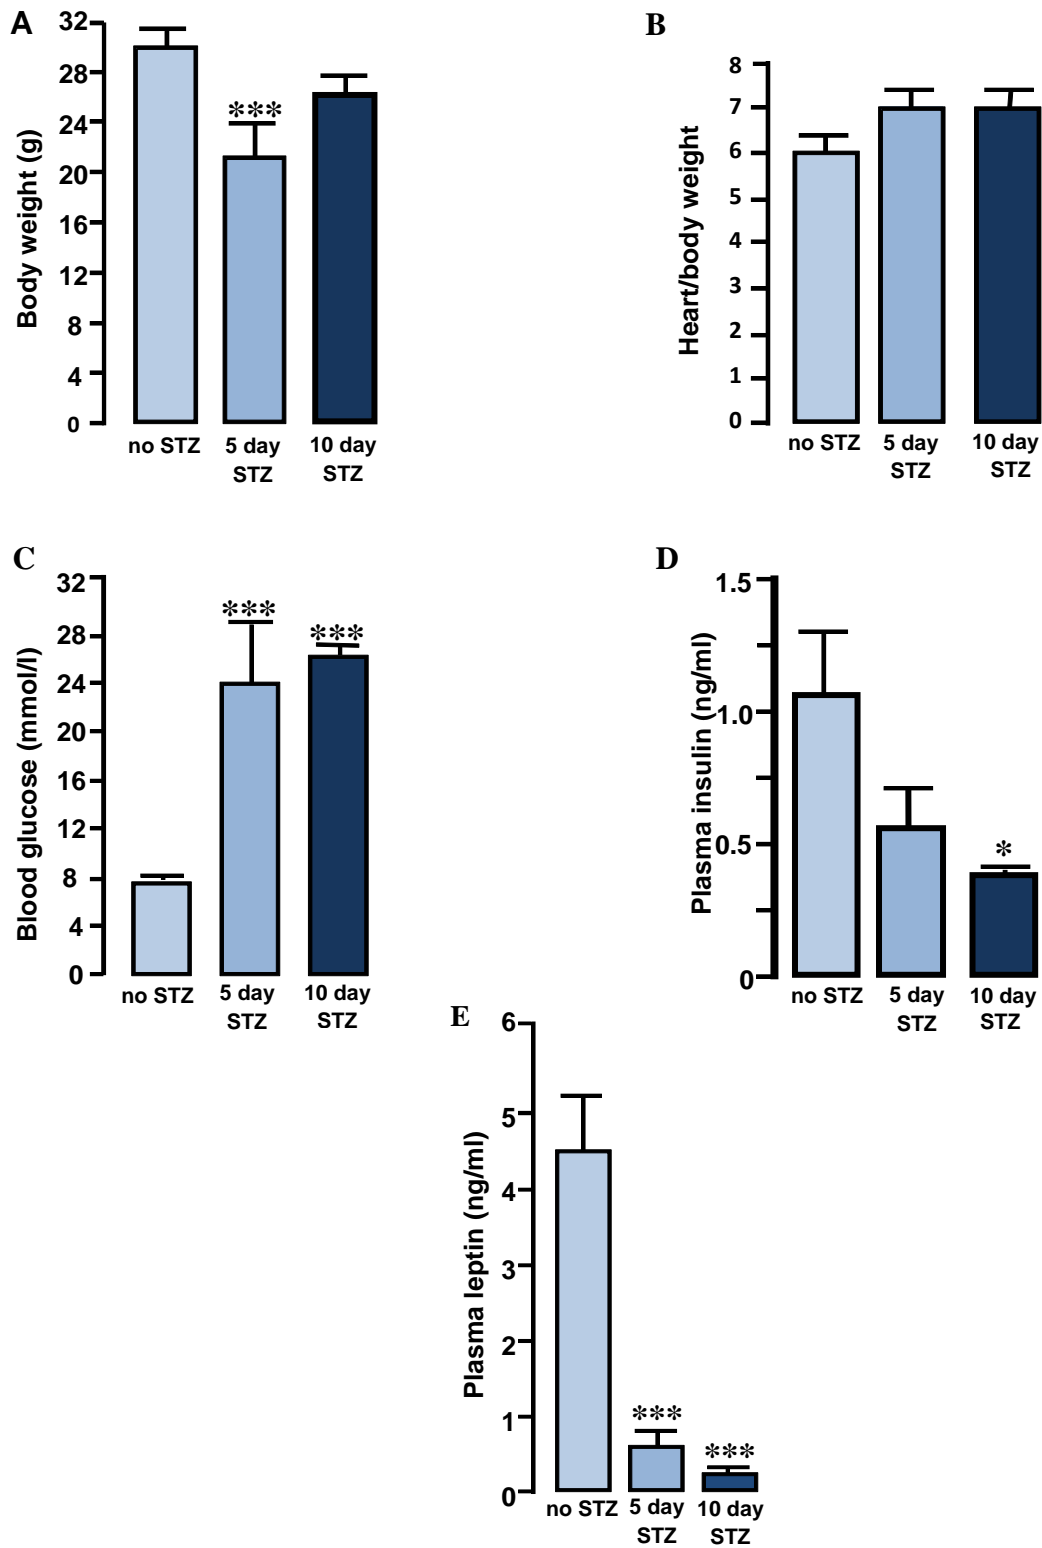 A
Body weight (g)
32
28
24
20
16
12
8
4
0
***
no STZ
5 day
STZ
10 day
STZ
B
Heart/body weight
8
7
6
5
4
3
2
1
0
no STZ
5 day
STZ
10 day
STZ
C
Blood glucose (mmol/l)
32
28
24
20
16
12
8
4
0
***
***
no STZ
5 day
STZ
10 day
STZ
D
Plasma insulin (ng/ml)
1.5
1.0
0.5
0
*
no STZ
5 day
STZ
10 day
STZ
E
Plasma leptin (ng/ml)
6
5
4
3
2
1
0
***
***
no STZ
5 day
STZ
10 day
STZ